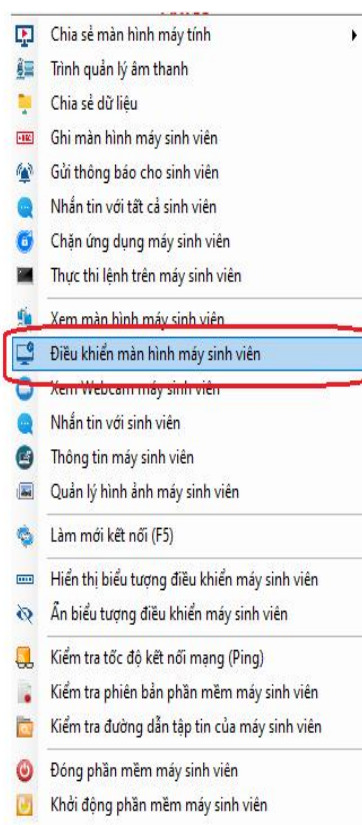 Chia sẻ màn hình máy tính
Trình quản lý âm thanh
Chia sẻ dữ liệu
Ghi màn hình máy sinh viên
Gửi thông báo cho sinh viên
Nhắn tin với tất cả sinh viên
Chặn ứng dụng máy sinh viên
Thực thi lệnh trên máy sinh viên
Xem màn hình máy sinh viên
Điều khiển màn hình máy sinh viên
Xem Webcam máy sinh viên
Nhắn tin với sinh viên
Thông tin máy sinh viên
Quản lý hình ảnh máy sinh viên
Làm mới kết nối (F5)
Hiển thị biểu tượng điều khiển máy sinh viên
Ẩn biểu tượng điều khiển máy sinh viên
Kiểm tra tốc độ kết nối mạng (Ping)
Kiểm tra phiên bản phần mềm máy sinh viên
Kiểm tra đường dẫn tập tin của máy sinh viên
Đóng phần mềm máy sinh viên
Khởi động phần mềm máy sinh viên